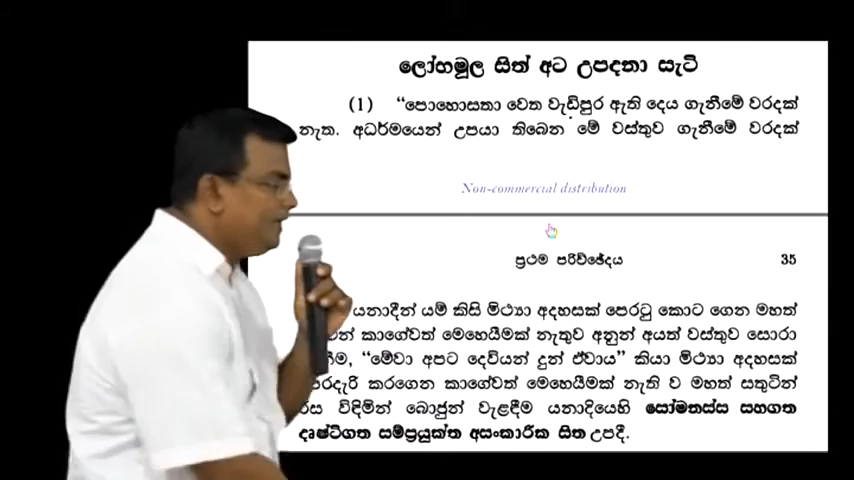 ලෝභමූල සිත් අට උපදනා සැටි
(1) “පොහොසතා වෙත වැඩිපුර ඇති දෙය ගැනීමේ වරදක්
නැත. අධර්මයෙන් උපයා තිබෙන මේ වස්තුව ගැනීමේ වරදක්
Non-commercial distribution
ප්‍රථම පරිච්ඡේදය 35
යනාදීන් යම් කිසි මිථ්‍යා අදහසක් පෙරටු කොට ගෙන මහත්
කාගේවත් මෙහෙයීමක් නැතුව අනුන් අයත් වස්තුව සොරා
“මේවා අපට දෙවියන් දුන් ඒවාය” කියා මිථ්‍යා අදහසක්
කරගෙන කාගේවත් මෙහෙයීමක් නැති ව මහත් සතුටින්
විඳිමින් බොජුන් වැළඳීම යනාදියෙහි සෝමනස්ස සහගත
දෘෂ්ටිගත සම්ප්‍රයුක්ත අසංකාරික සිත උපදී.